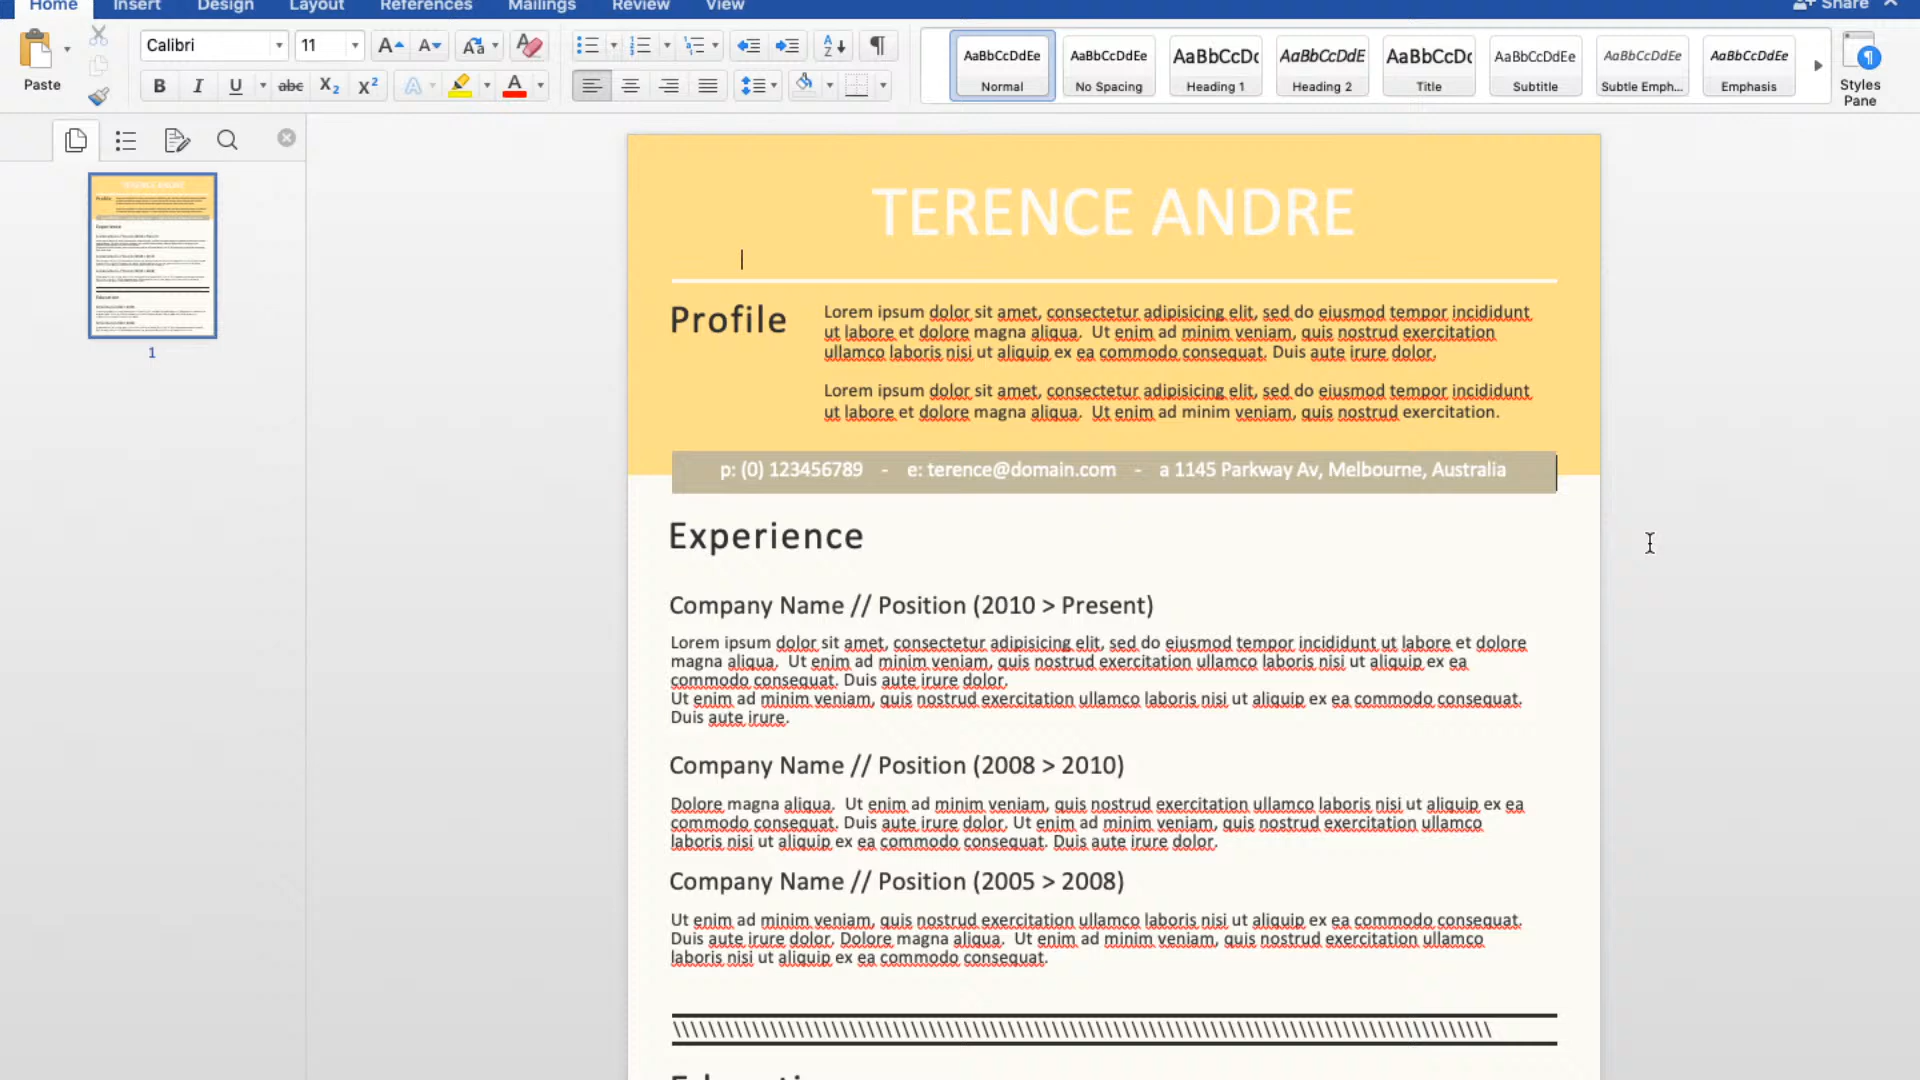 Home Insert Design Layout References Mailings Review View Share
Calibri 11 Aa A
Paste
B I U abc X₂ X² A A
A Z
AaBbCcDdEe AaBbCcDdEe AaBbCcDc AaBbCcDdE AaBbCcDc AaBbCcDdEe AaBbCcDdEe AaBbCcDdEe
Normal No Spacing Heading 1 Heading 2 Title Subtitle Subtle Emph... Emphasis
Styles
Pane
1
TERENCE ANDRE
Profile
Lorem ipsum dolor sit amet, consectetur adipisicing elit, sed do eiusmod tempor incididunt
ut labore et dolore magna aliqua. Ut enim ad minim veniam, quis nostrud exercitation
ullamco laboris nisi ut aliquip ex ea commodo consequat. Duis aute irure dolor.
Lorem ipsum dolor sit amet, consectetur adipisicing elit, sed do eiusmod tempor incididunt
ut labore et dolore magna aliqua. Ut enim ad minim veniam, quis nostrud exercitation.
p: (0) 123456789 - e: terence@domain.com - a 1145 Parkway Av, Melbourne, Australia
Experience
Company Name // Position (2010 > Present)
Lorem ipsum dolor sit amet, consectetur adipisicing elit, sed do eiusmod tempor incididunt ut labore et dolore
magna aliqua. Ut enim ad minim veniam, quis nostrud exercitation ullamco laboris nisi ut aliquip ex ea
commodo consequat. Duis aute irure dolor.
Ut enim ad minim veniam, quis nostrud exercitation ullamco laboris nisi ut aliquip ex ea commodo consequat.
Duis aute irure.
Company Name // Position (2008 > 2010)
Dolore magna aliqua. Ut enim ad minim veniam, quis nostrud exercitation ullamco laboris nisi ut aliquip ex ea
commodo consequat. Duis aute irure dolor. Ut enim ad minim veniam, quis nostrud exercitation ullamco
laboris nisi ut aliquip ex ea commodo consequat. Duis aute irure dolor.
Company Name // Position (2005 > 2008)
Ut enim ad minim veniam, quis nostrud exercitation ullamco laboris nisi ut aliquip ex ea commodo consequat.
Duis aute irure dolor. Dolore magna aliqua. Ut enim ad minim veniam, quis nostrud exercitation ullamco
laboris nisi ut aliquip ex ea commodo consequat.